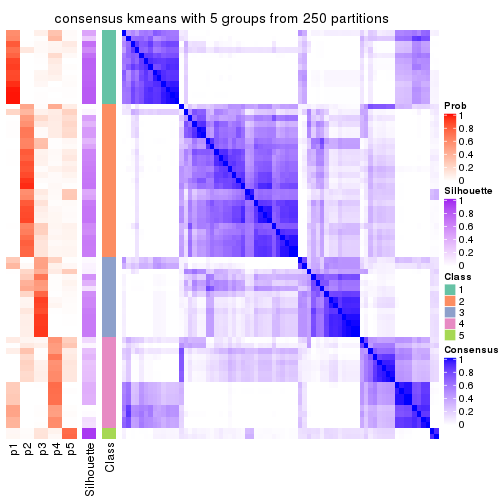 consensus kmeans with 5 groups from 250 partitions
Prob
1
0.8
0.6
0.4
0.2
0
Silhouette
1
0.8
0.6
0.4
0.2
0
Class
1
2
3
4
5
Consensus
1
0.8
0.6
0.4
0.2
0
p1
p2
p3
p4
p5
Silhouette
Class